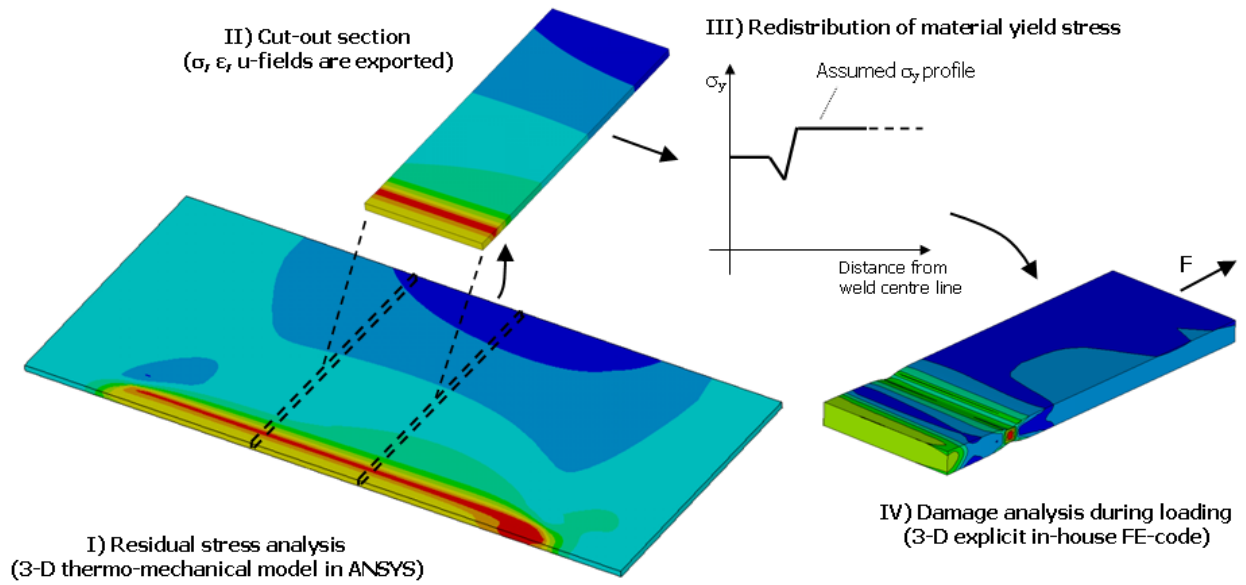 II) Cut-out section
(σ, ε, u-fields are exported)
III) Redistribution of material yield stress
σy
Assumed σy profile
Distance from
weld centre line
F
I) Residual stress analysis
(3-D thermo-mechanical model in ANSYS)
IV) Damage analysis during loading
(3-D explicit in-house FE-code)